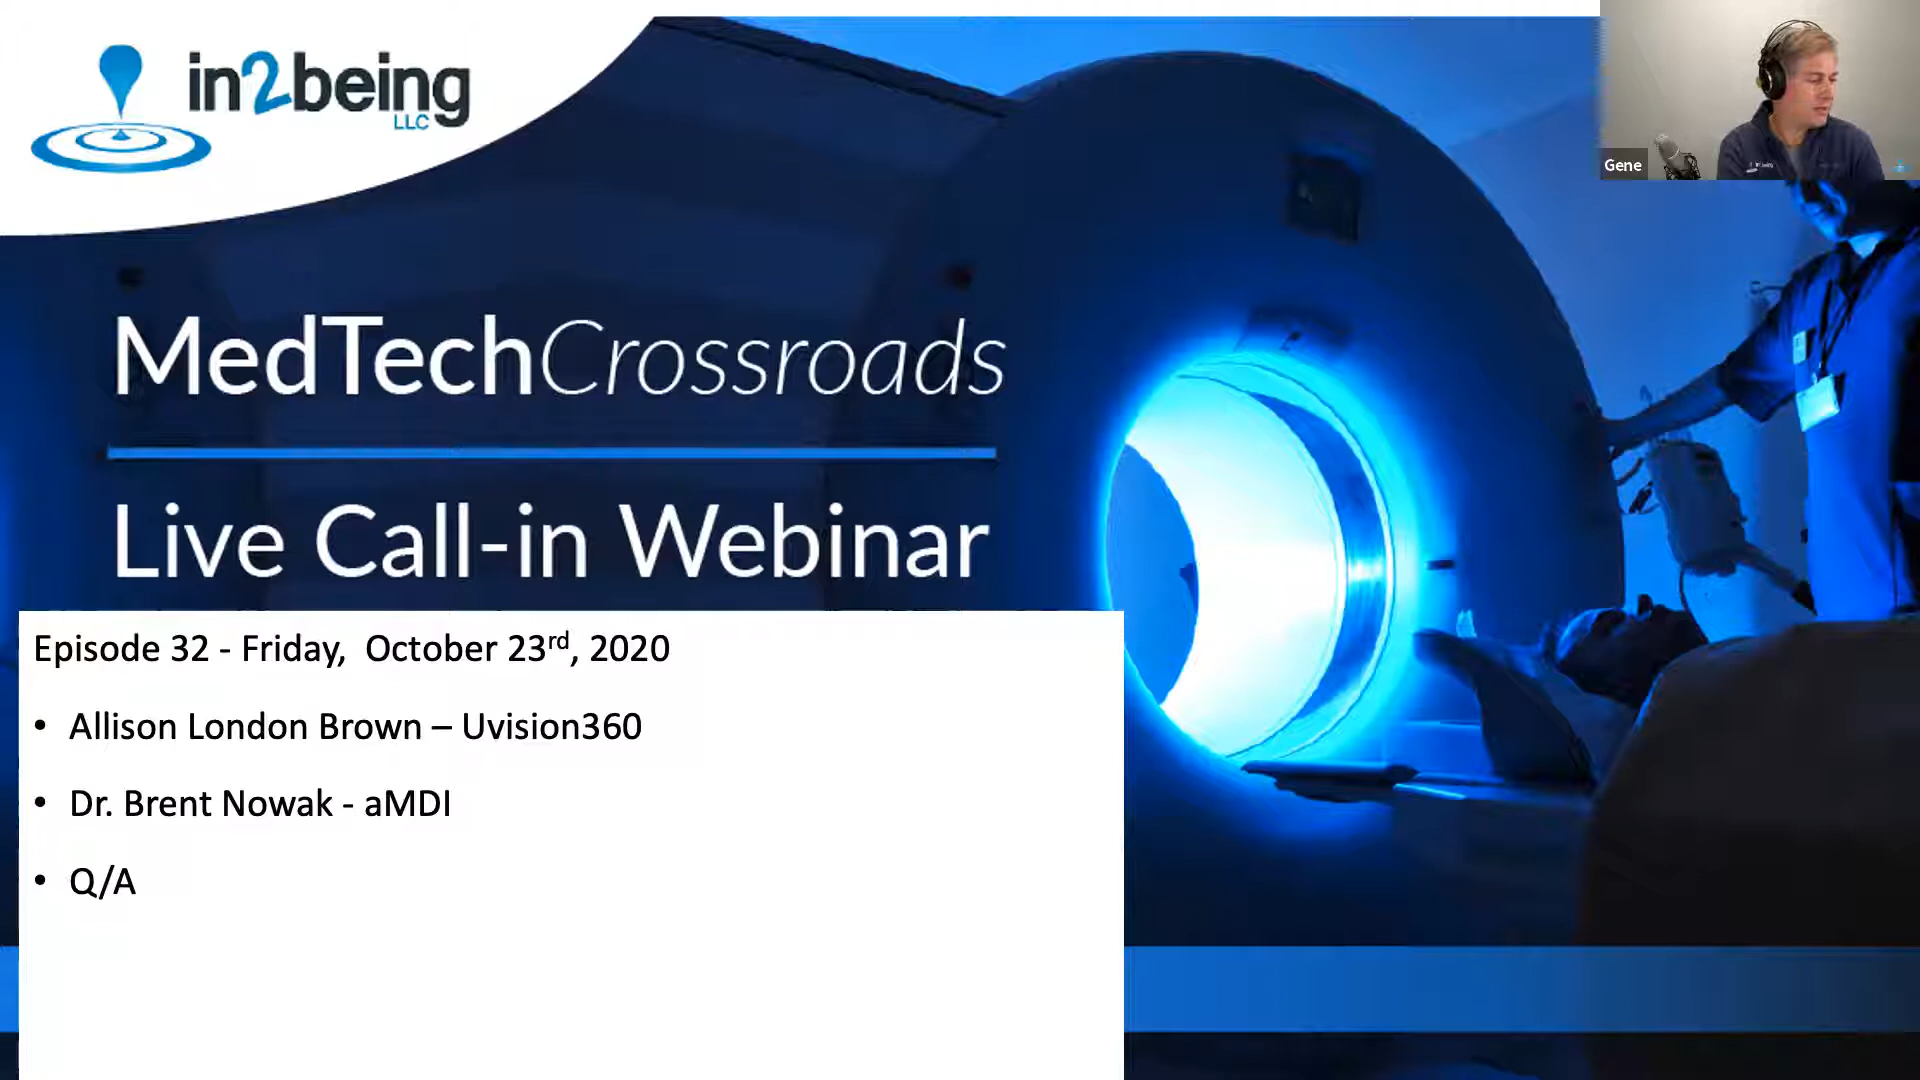 in2being
LLC
Gene
MedTechCrossroads
Live Call-in Webinar
Episode 32 - Friday,  October 23rd, 2020
• Allison London Brown – Uvision360
• Dr. Brent Nowak - aMDI
• Q/A